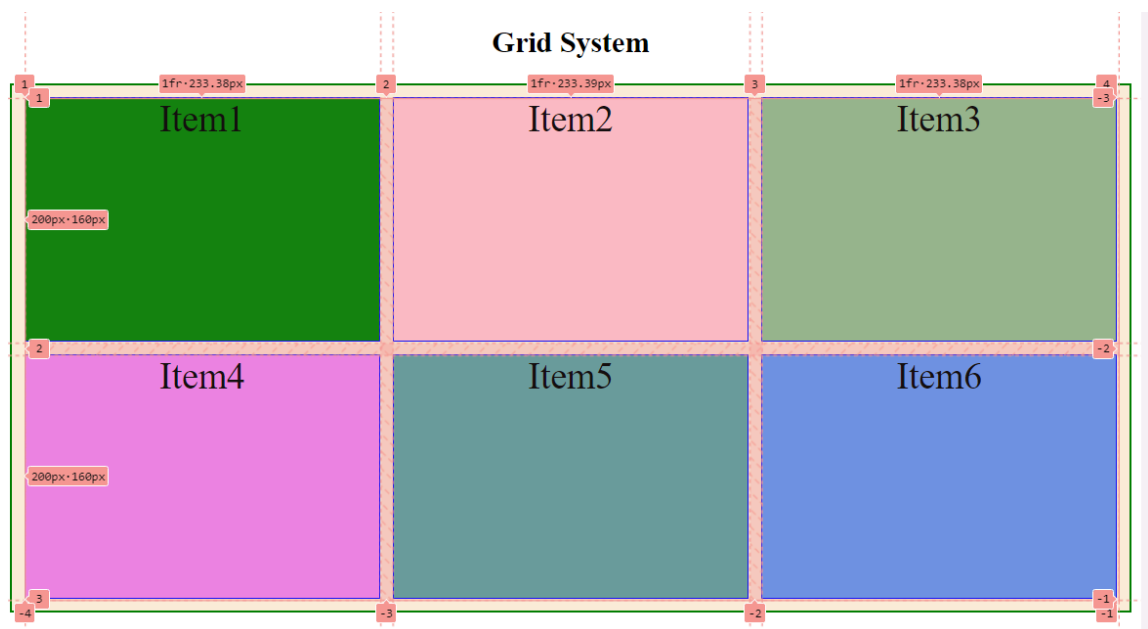 Grid System
1 1fr·233.38px 2 1fr·233.39px 3 1fr·233.38px 4
1 -3
Item1 Item2 Item3
200px·160px
2 -2
Item4 Item5 Item6
200px·160px
3 -1
-4 -3 -2 -1